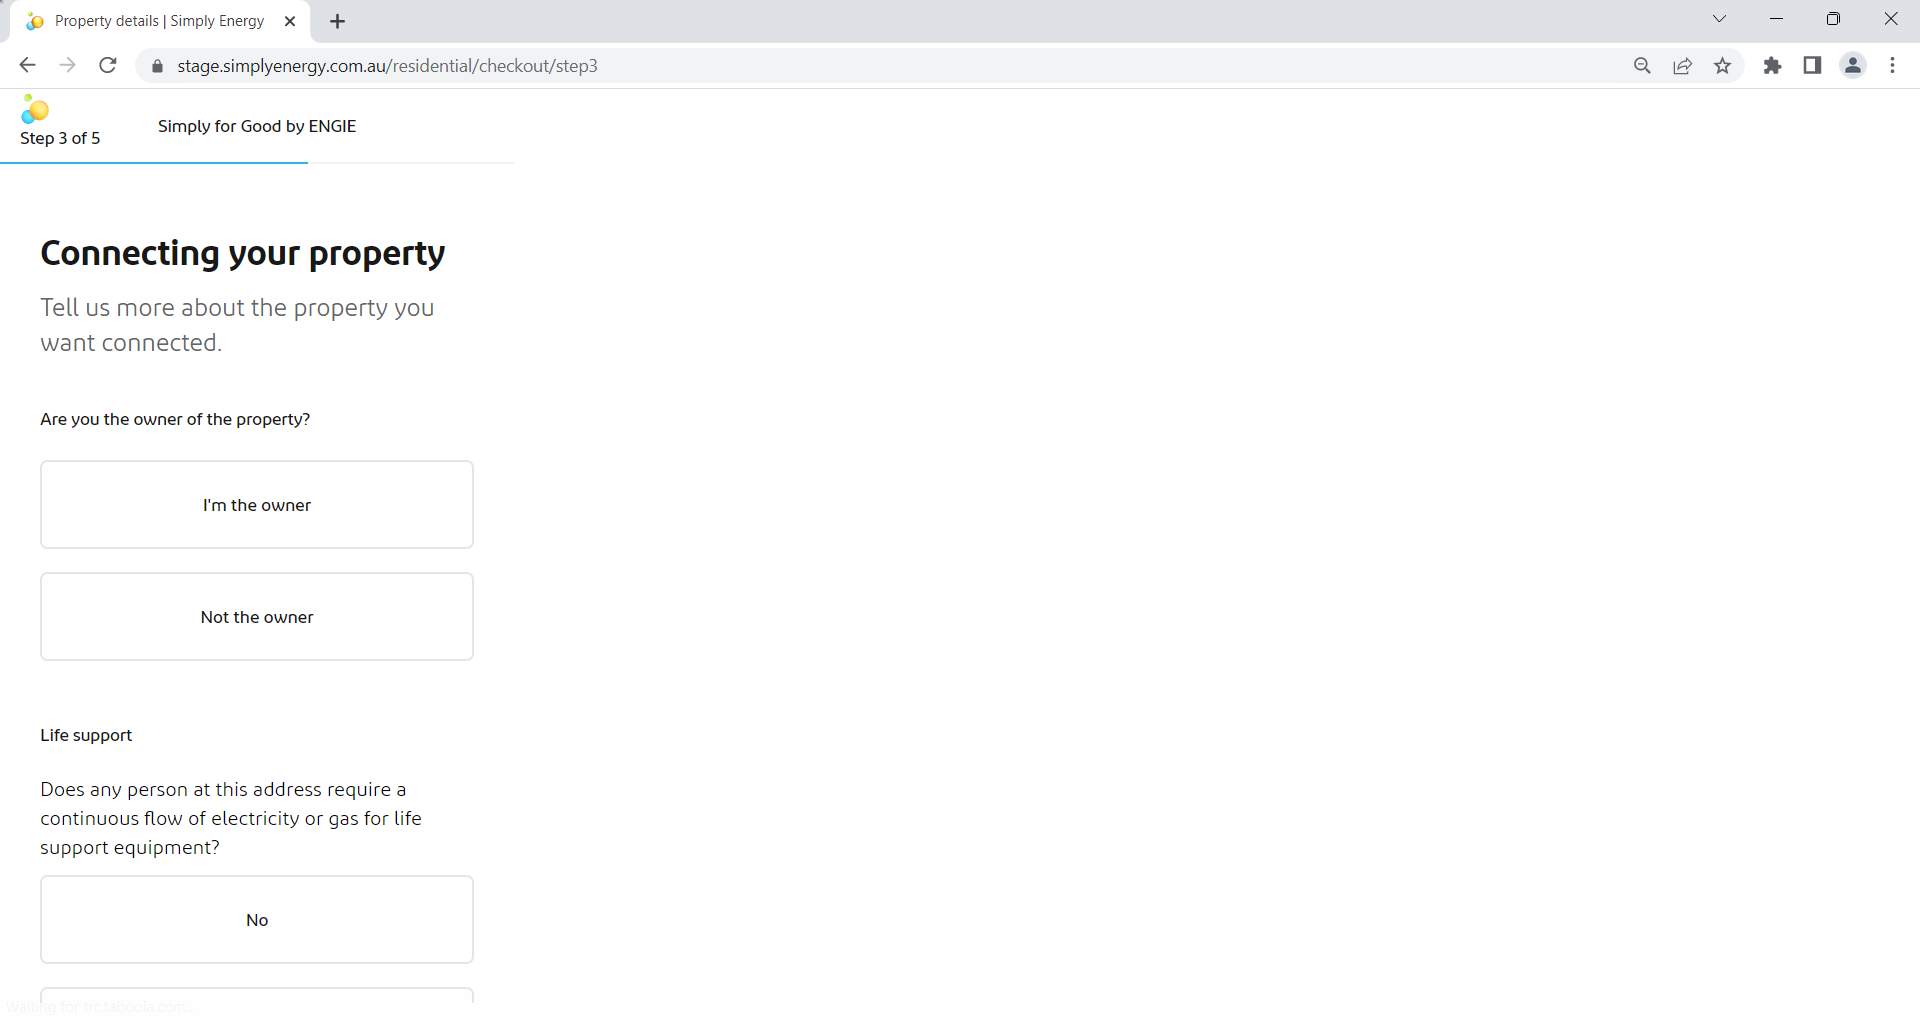 Property details | Simply Energy
stage.simplyenergy.com.au/residential/checkout/step3
Step 3 of 5
Simply for Good by ENGIE
Connecting your property
Tell us more about the property you
want connected.
Are you the owner of the property?
I'm the owner
Not the owner
Life support
Does any person at this address require a
continuous flow of electricity or gas for life
support equipment?
No
Waiting for trc.taboola.com...